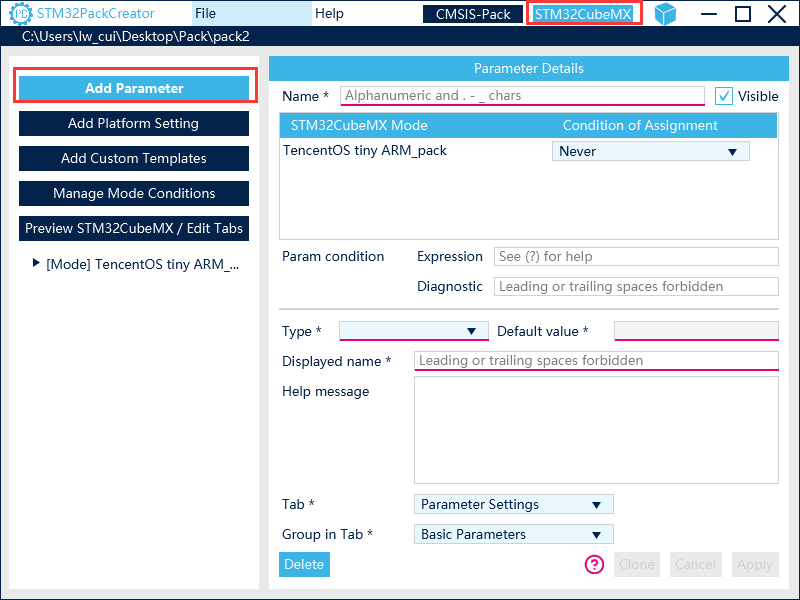 PC STM32PackCreator File Help CMSIS-Pack STM32CubeMX
C:\Users\lw_cui\Desktop\Pack\pack2
Add Parameter
Add Platform Setting
Add Custom Templates
Manage Mode Conditions
Preview STM32CubeMX / Edit Tabs
[Mode] TencentOS tiny ARM_...
Parameter Details
Name * Alphanumeric and . - _ chars Visible
STM32CubeMX Mode Condition of Assignment
TencentOS tiny ARM_pack Never
Param condition Expression See (?) for help
Diagnostic Leading or trailing spaces forbidden
Type * Default value *
Displayed name * Leading or trailing spaces forbidden
Help message
Tab * Parameter Settings
Group in Tab * Basic Parameters
Delete ? Clone Cancel Apply